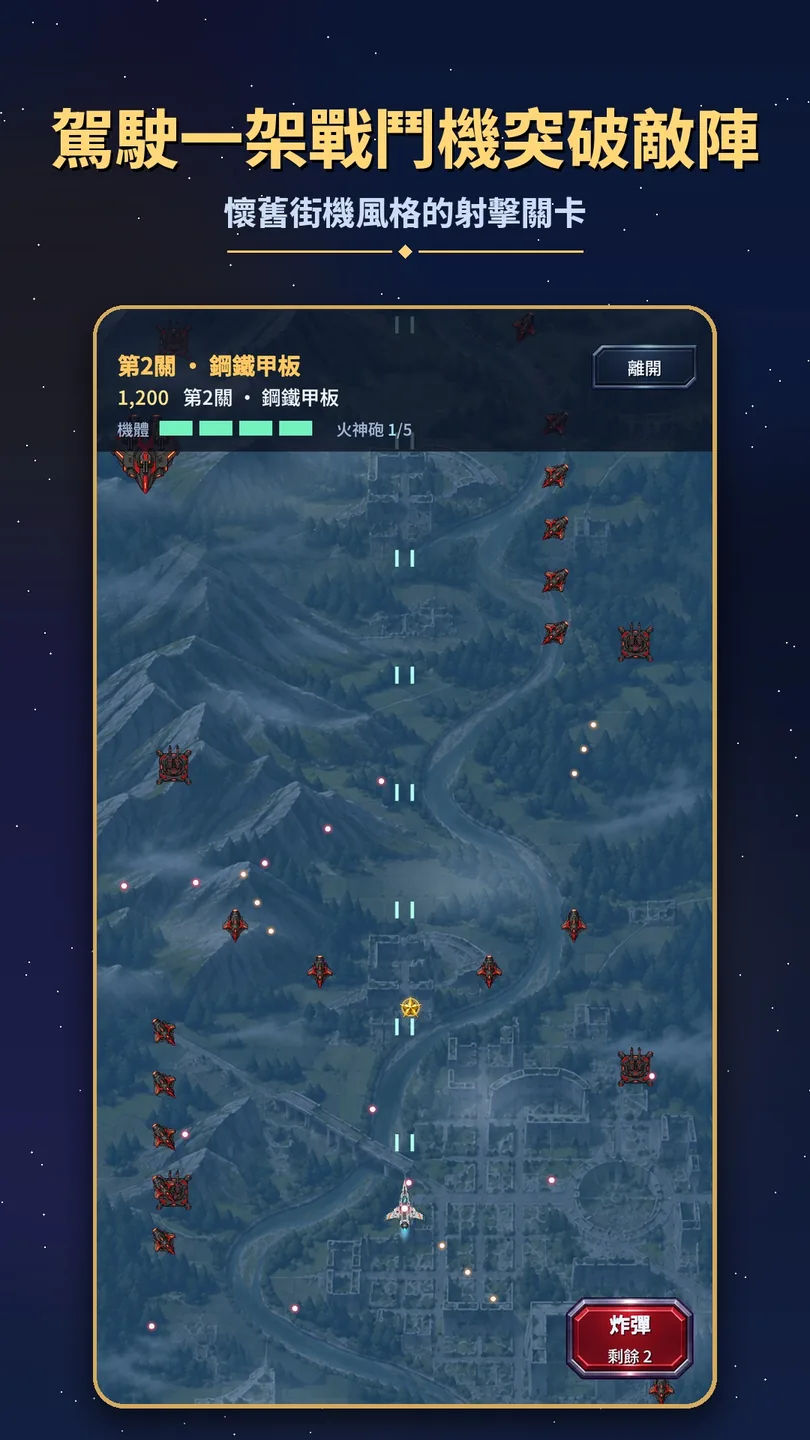 駕駛一架戰鬥機突破敵陣
懷舊街機風格的射擊關卡
第2關 • 鋼鐵甲板
離開
1,200 第2關 • 鋼鐵甲板
機體 火神砲 1/5
炸彈
剩餘 2